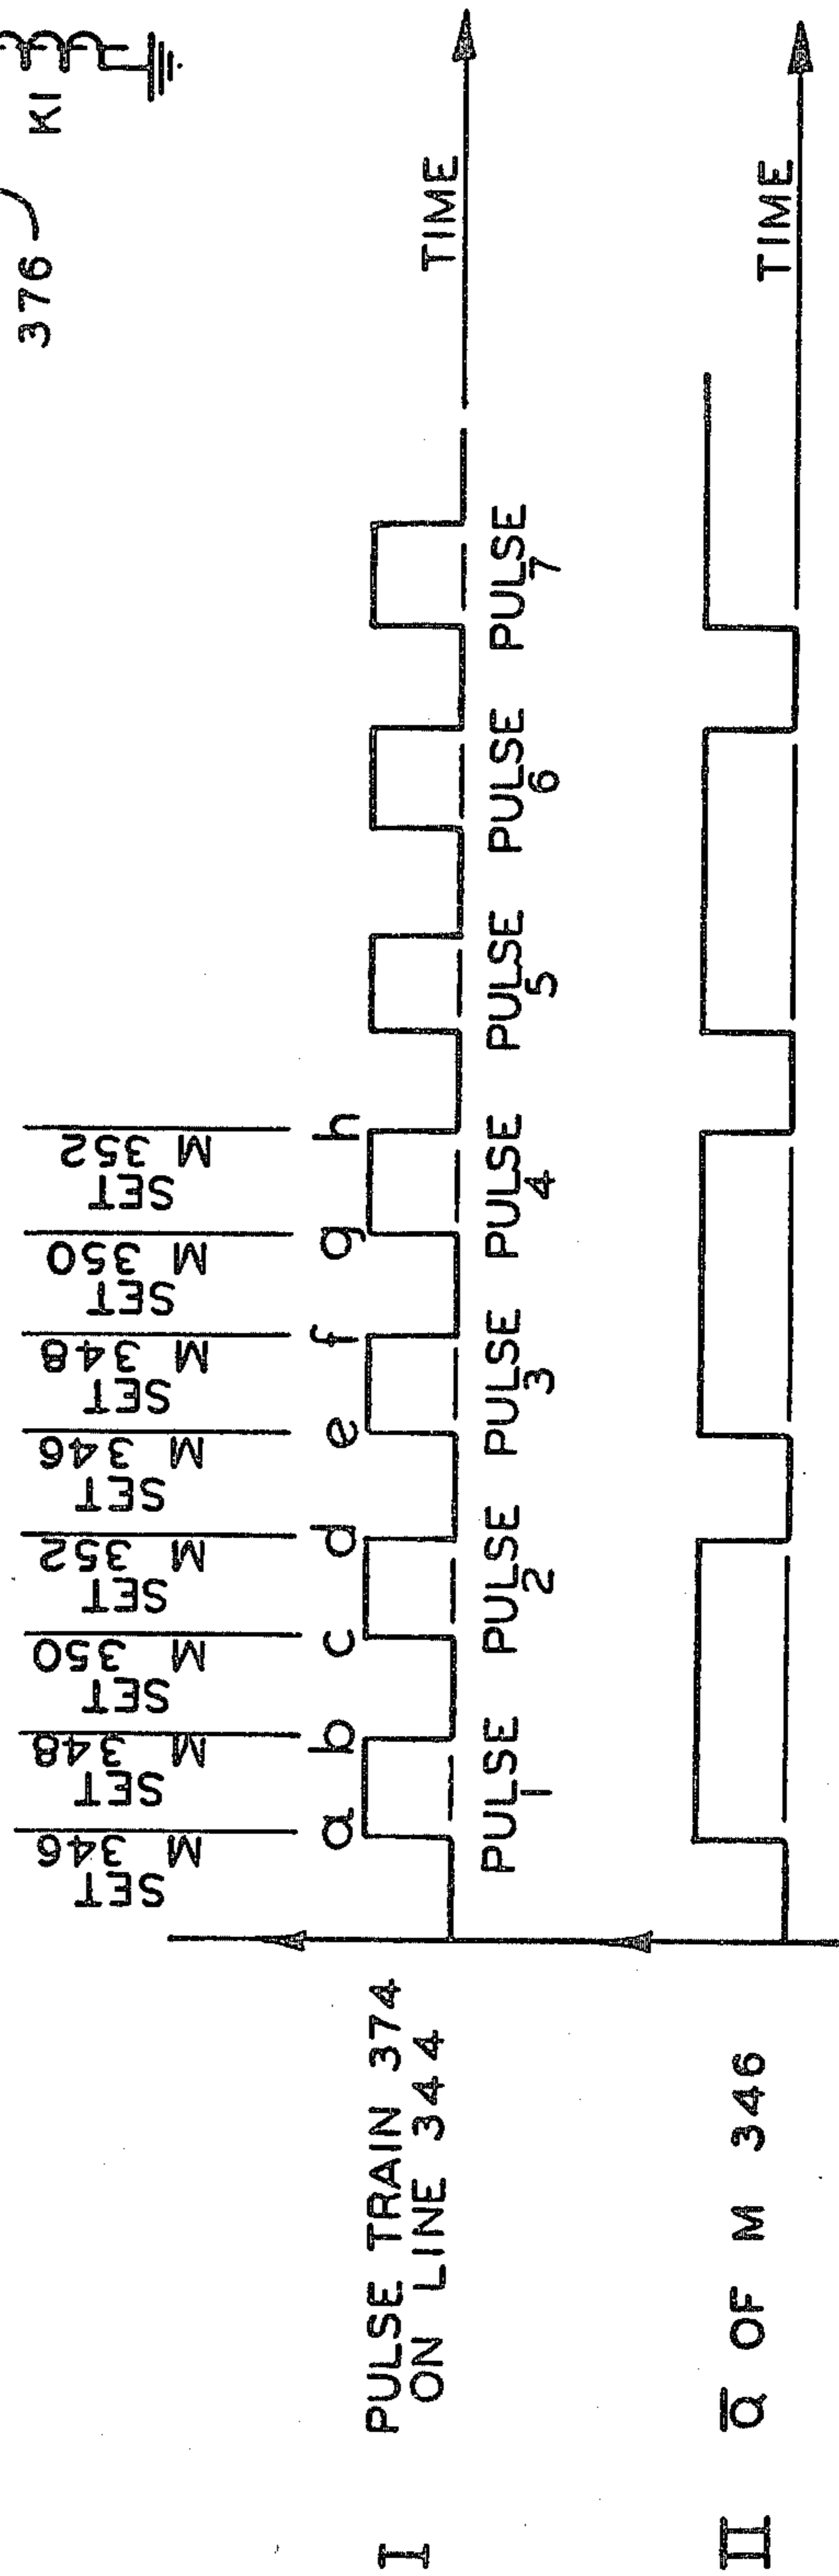 376
K1
SET
M 346
SET
M 348
SET
M 350
SET
M 352
SET
M 346
SET
M 348
SET
M 350
SET
M 352
a b c d e f g h
I PULSE TRAIN 374
ON LINE 344
TIME
PULSE
1
PULSE
2
PULSE
3
PULSE
4
PULSE
5
PULSE
6
PULSE
7
II Q̅ OF M 346
TIME